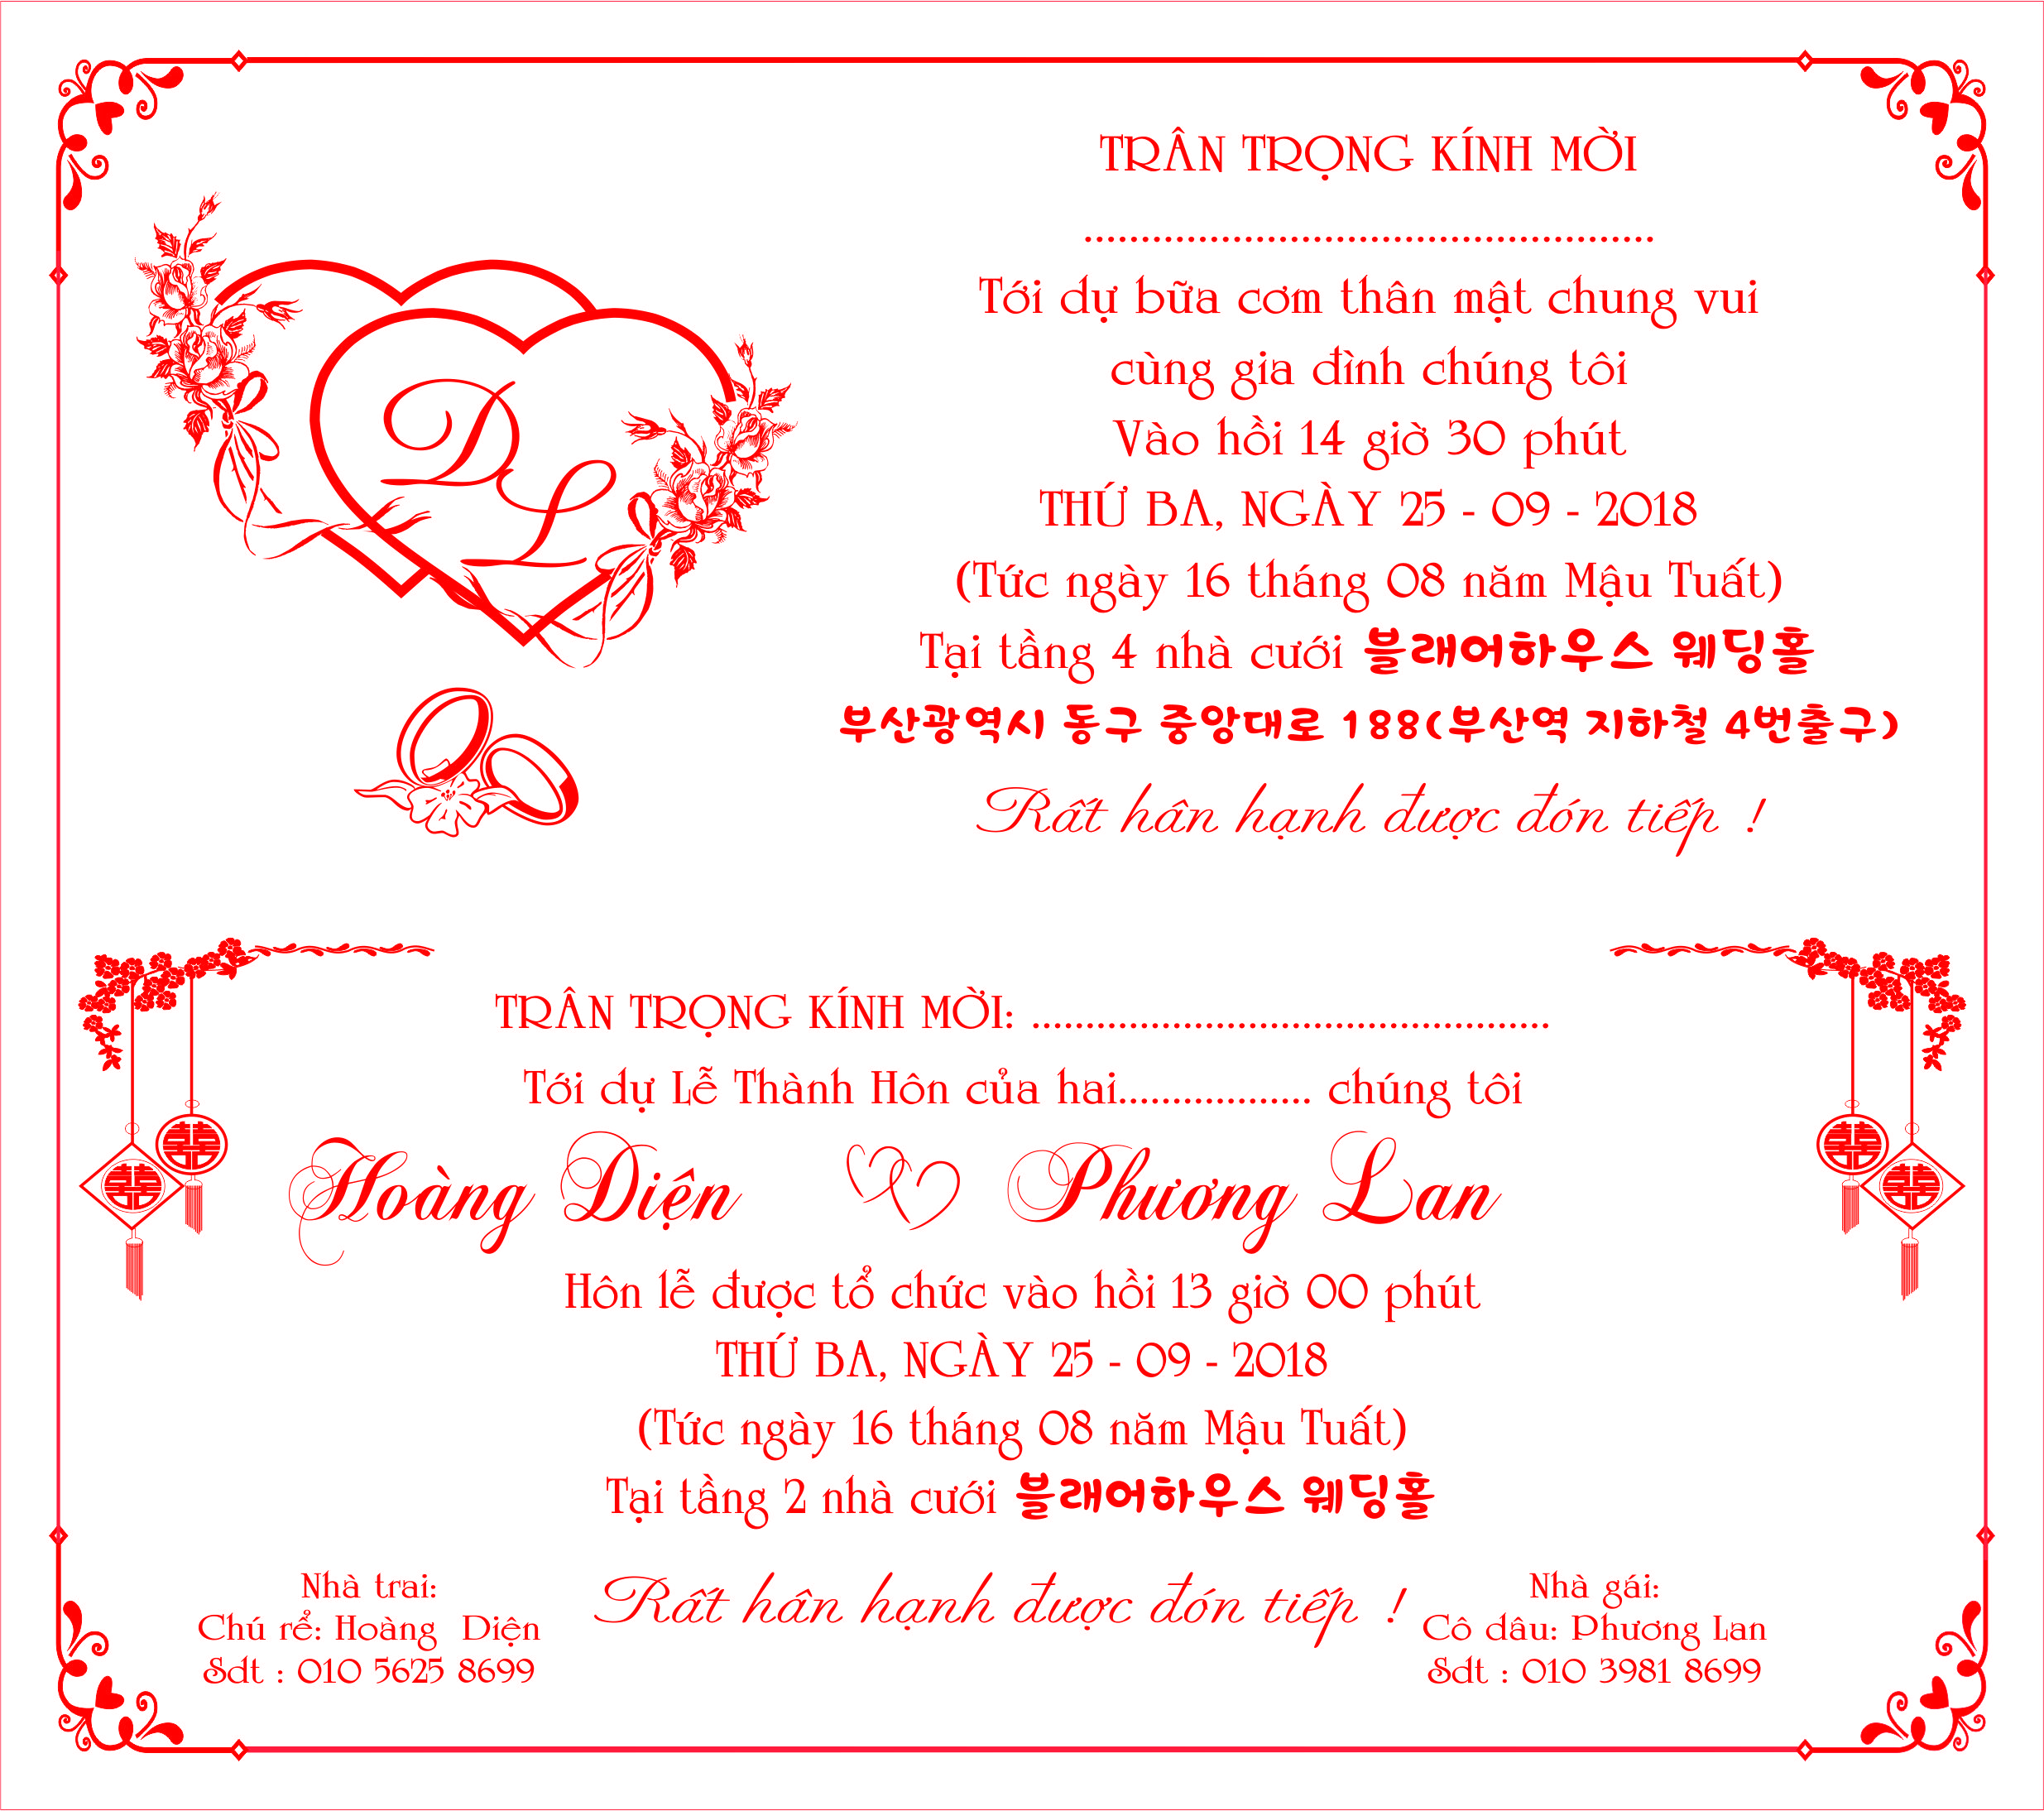 TRÂN TRỌNG KÍNH MỜI
..................................................
Tới dự bữa cơm thân mật chung vui
cùng gia đình chúng tôi
Vào hồi 14 giờ 30 phút
THỨ BA, NGÀY 25 - 09 - 2018
(Tức ngày 16 tháng 08 năm Mậu Tuất)
Tại tầng 4 nhà cưới 블래어하우스 웨딩홀
부산광역시 동구 중앙대로 188(부산역 지하철 4번출구)
Rất hân hạnh được đón tiếp !
D
L
TRÂN TRỌNG KÍNH MỜI: ................................................
Tới dự Lễ Thành Hôn của hai.................. chúng tôi
Hoàng Diện Phương Lan
囍 囍 囍 囍
Hôn lễ được tổ chức vào hồi 13 giờ 00 phút
THỨ BA, NGÀY 25 - 09 - 2018
(Tức ngày 16 tháng 08 năm Mậu Tuất)
Tại tầng 2 nhà cưới 블래어하우스 웨딩홀
Rất hân hạnh được đón tiếp !
Nhà trai:
Chú rể: Hoàng Diện
Sdt : 010 5625 8699
Nhà gái:
Cô dâu: Phương Lan
Sdt : 010 3981 8699